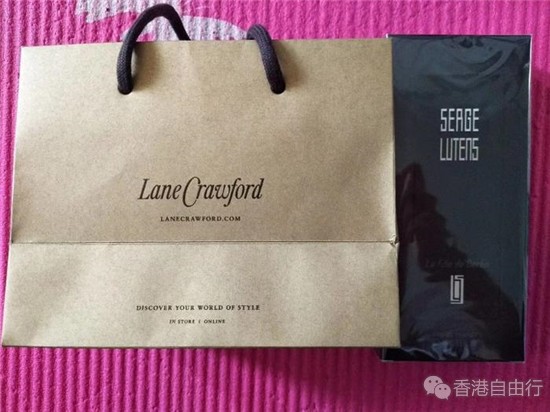 Lane Crawford
LANECRAWFORD.COM
DISCOVER YOUR WORLD OF STYLE
IN STORE / ONLINE
SERGE
LUTENS
香港自由行